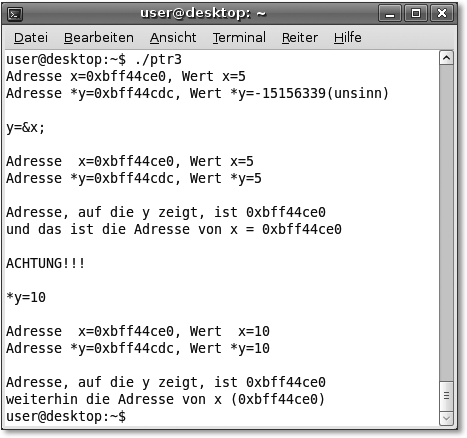 user@desktop: ~
Datei Bearbeiten Ansicht Terminal Reiter Hilfe
user@desktop:~$ ./ptr3
Adresse x=0xbff44ce0, Wert x=5
Adresse *y=0xbff44cdc, Wert *y=-15156339(unsinn)
y=&x;
Adresse  x=0xbff44ce0, Wert x=5
Adresse *y=0xbff44cdc, Wert *y=5
Adresse, auf die y zeigt, ist 0xbff44ce0
und das ist die Adresse von x = 0xbff44ce0
ACHTUNG!!!
*y=10
Adresse  x=0xbff44ce0, Wert  x=10
Adresse *y=0xbff44cdc, Wert *y=10
Adresse, auf die y zeigt, ist 0xbff44ce0
weiterhin die Adresse von x (0xbff44ce0)
user@desktop:~$